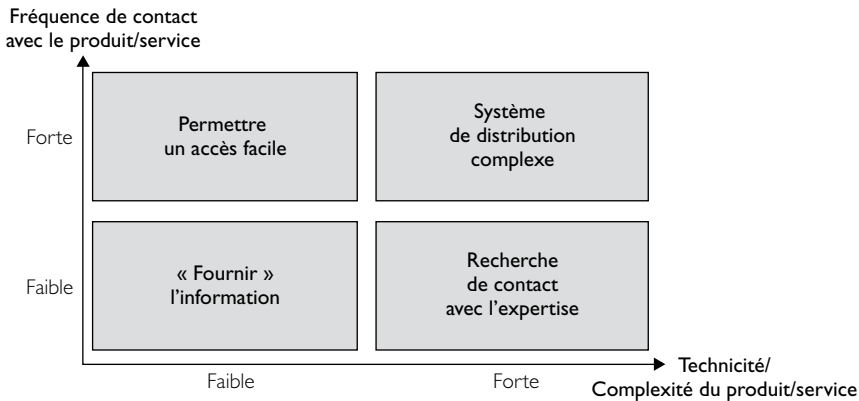 Fréquence de contact
avec le produit/service
Forte
Permettre
un accès facile
Système
de distribution
complexe
Faible
« Fournir »
l’information
Recherche
de contact
avec l’expertise
Faible
Forte
Technicité/
Complexité du produit/service